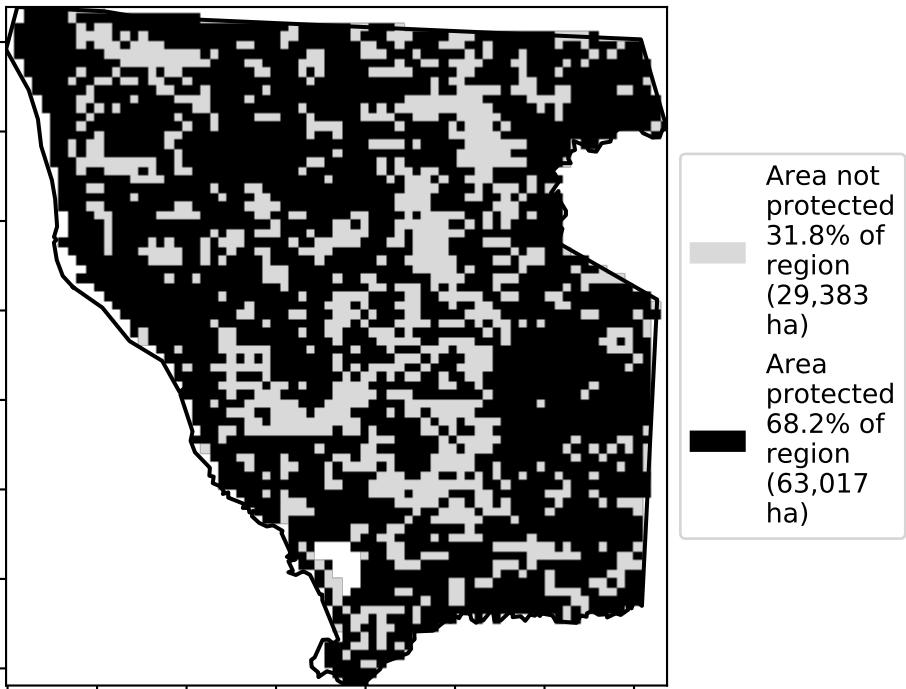 Area not
protected
31.8% of
region
(29,383
ha)
Area
protected
68.2% of
region
(63,017
ha)